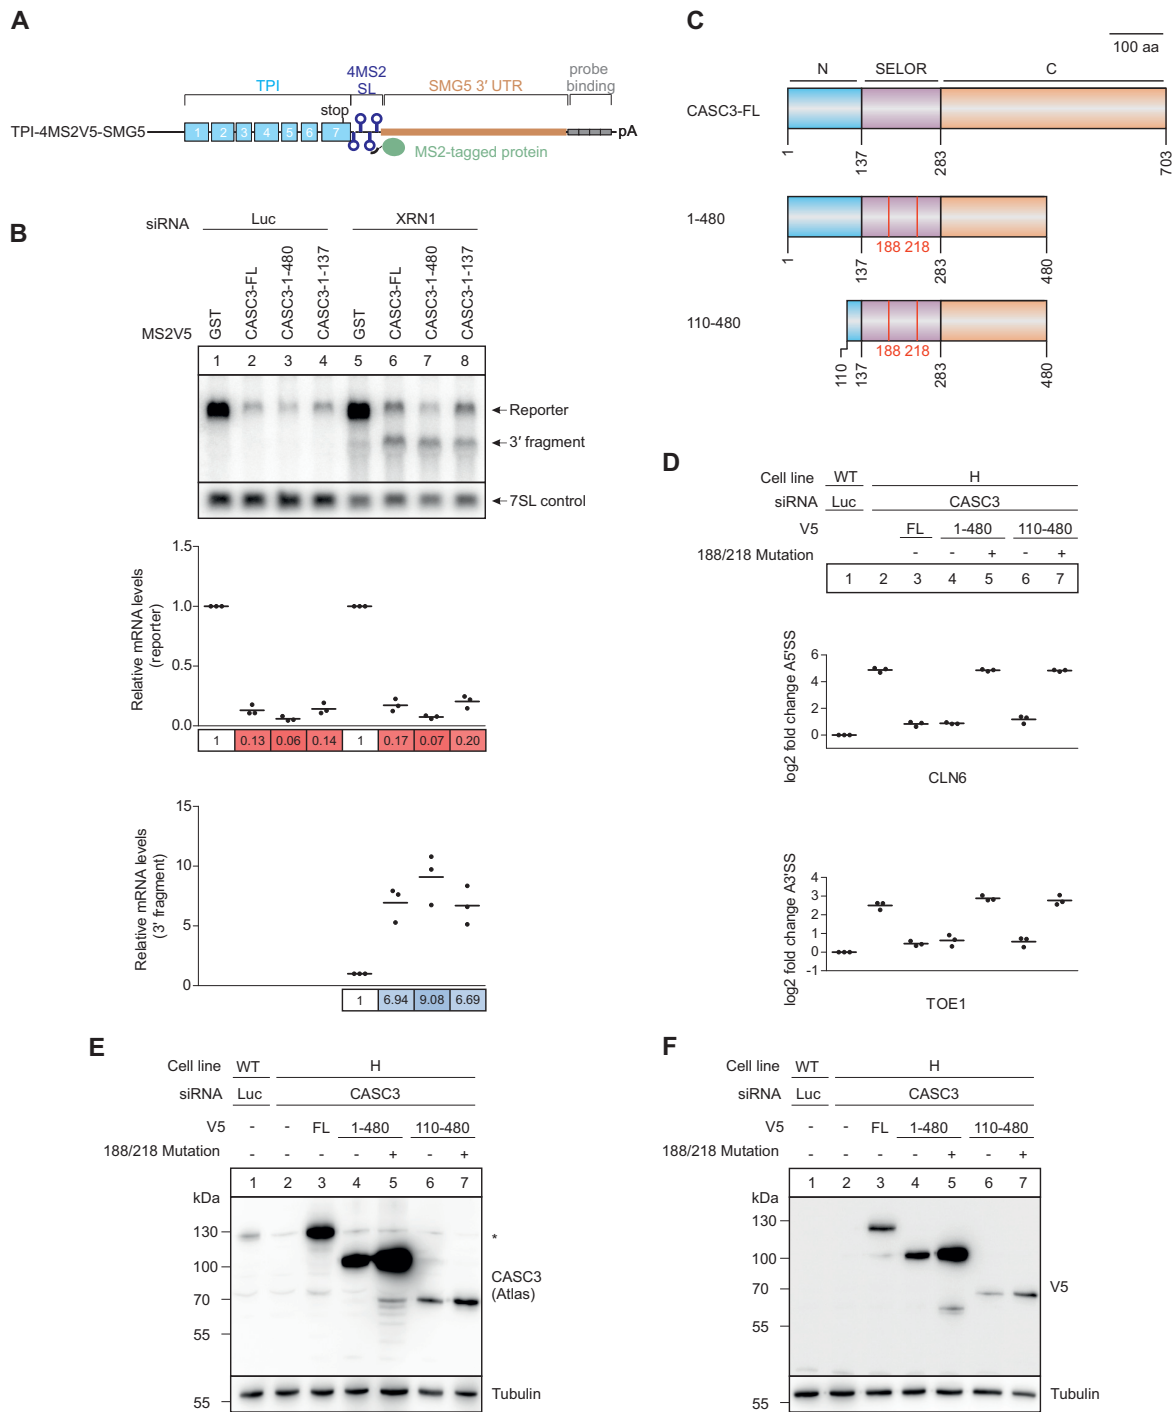 A
TPI
4MS2
SL
SMG5 3′ UTR
probe
binding
stop
TPI-4MS2V5-SMG5
1 2 3 4 5 6 7
pA
MS2-tagged protein
B
siRNA Luc XRN1
MS2V5 GST CASC3-FL CASC3-1-480 CASC3-1-137 GST CASC3-FL CASC3-1-480 CASC3-1-137
1 2 3 4 5 6 7 8
Reporter
3′ fragment
7SL control
Relative mRNA levels
(reporter)
1.5
1.0
0.5
0.0
1 0.13 0.06 0.14 1 0.17 0.07 0.20
Relative mRNA levels
(3′ fragment)
15
10
5
0
1 6.94 9.08 6.69
C
100 aa
N SELOR C
CASC3-FL
1 137 283 703
1-480
188 218
1 137 283 480
110-480
188 218
110 137 283 480
D
Cell line WT H
siRNA Luc CASC3
V5 FL 1-480 110-480
188/218 Mutation - - + - +
1 2 3 4 5 6 7
log2 fold change A5'SS
6
4
2
0
CLN6
log2 fold change A3'SS
4
3
2
1
0
-1
TOE1
E
Cell line WT H
siRNA Luc CASC3
V5 - - FL 1-480 110-480
188/218 Mutation - - - - + - +
1 2 3 4 5 6 7
kDa
130
100
70
55
*
CASC3
(Atlas)
55
Tubulin
F
Cell line WT H
siRNA Luc CASC3
V5 - - FL 1-480 110-480
188/218 Mutation - - - - + - +
1 2 3 4 5 6 7
kDa
130
100
70
55
V5
55
Tubulin